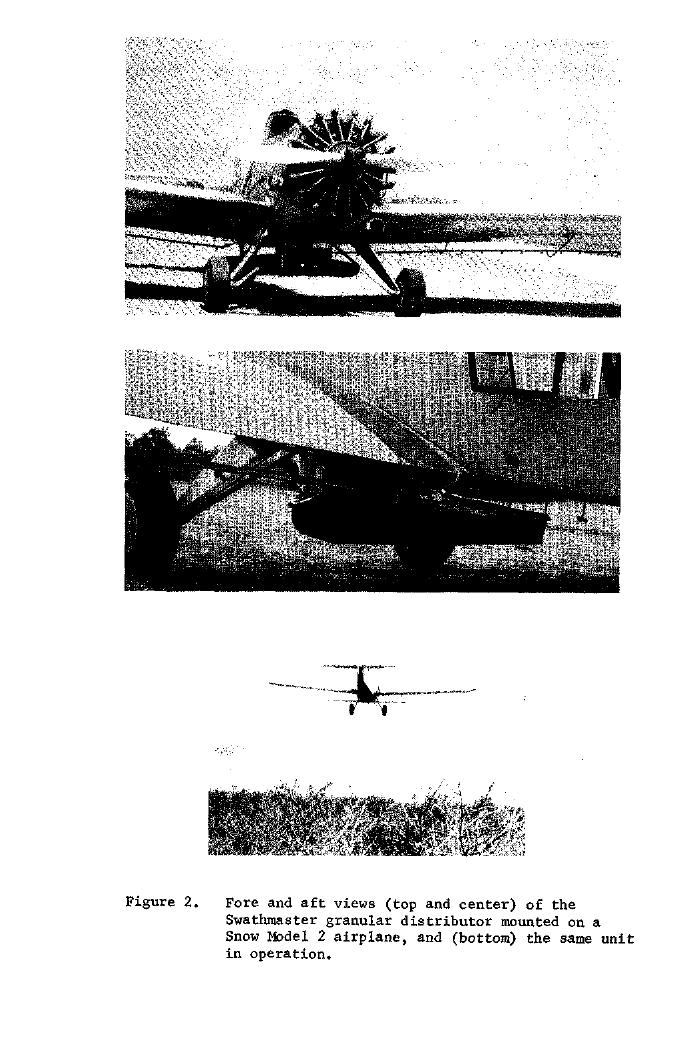 Figure 2. Fore and aft views (top and center) of the
Swathmaster granular distributor mounted on a
Snow Model 2 airplane, and (bottom) the same unit
in operation.